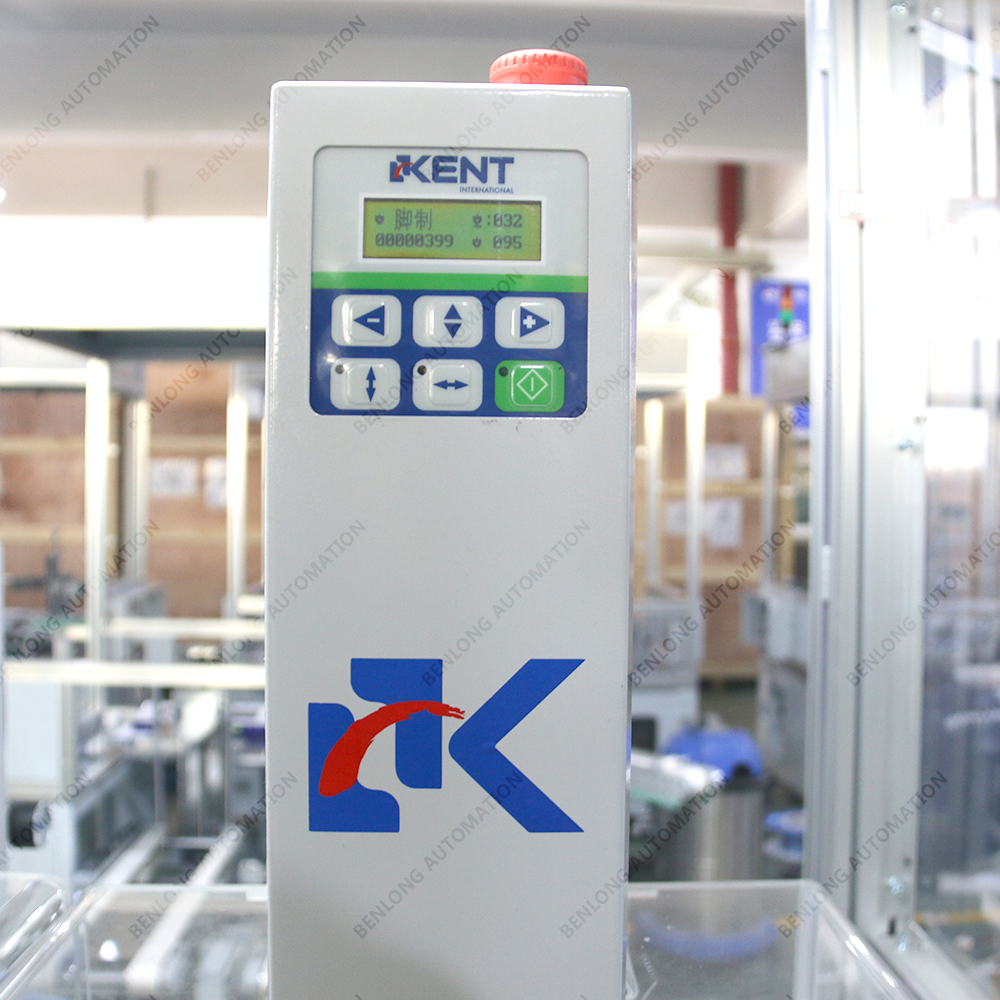 KENT
INTERNATIONAL
脚制 :032
00000399 095
BENLONG AUTOMATION